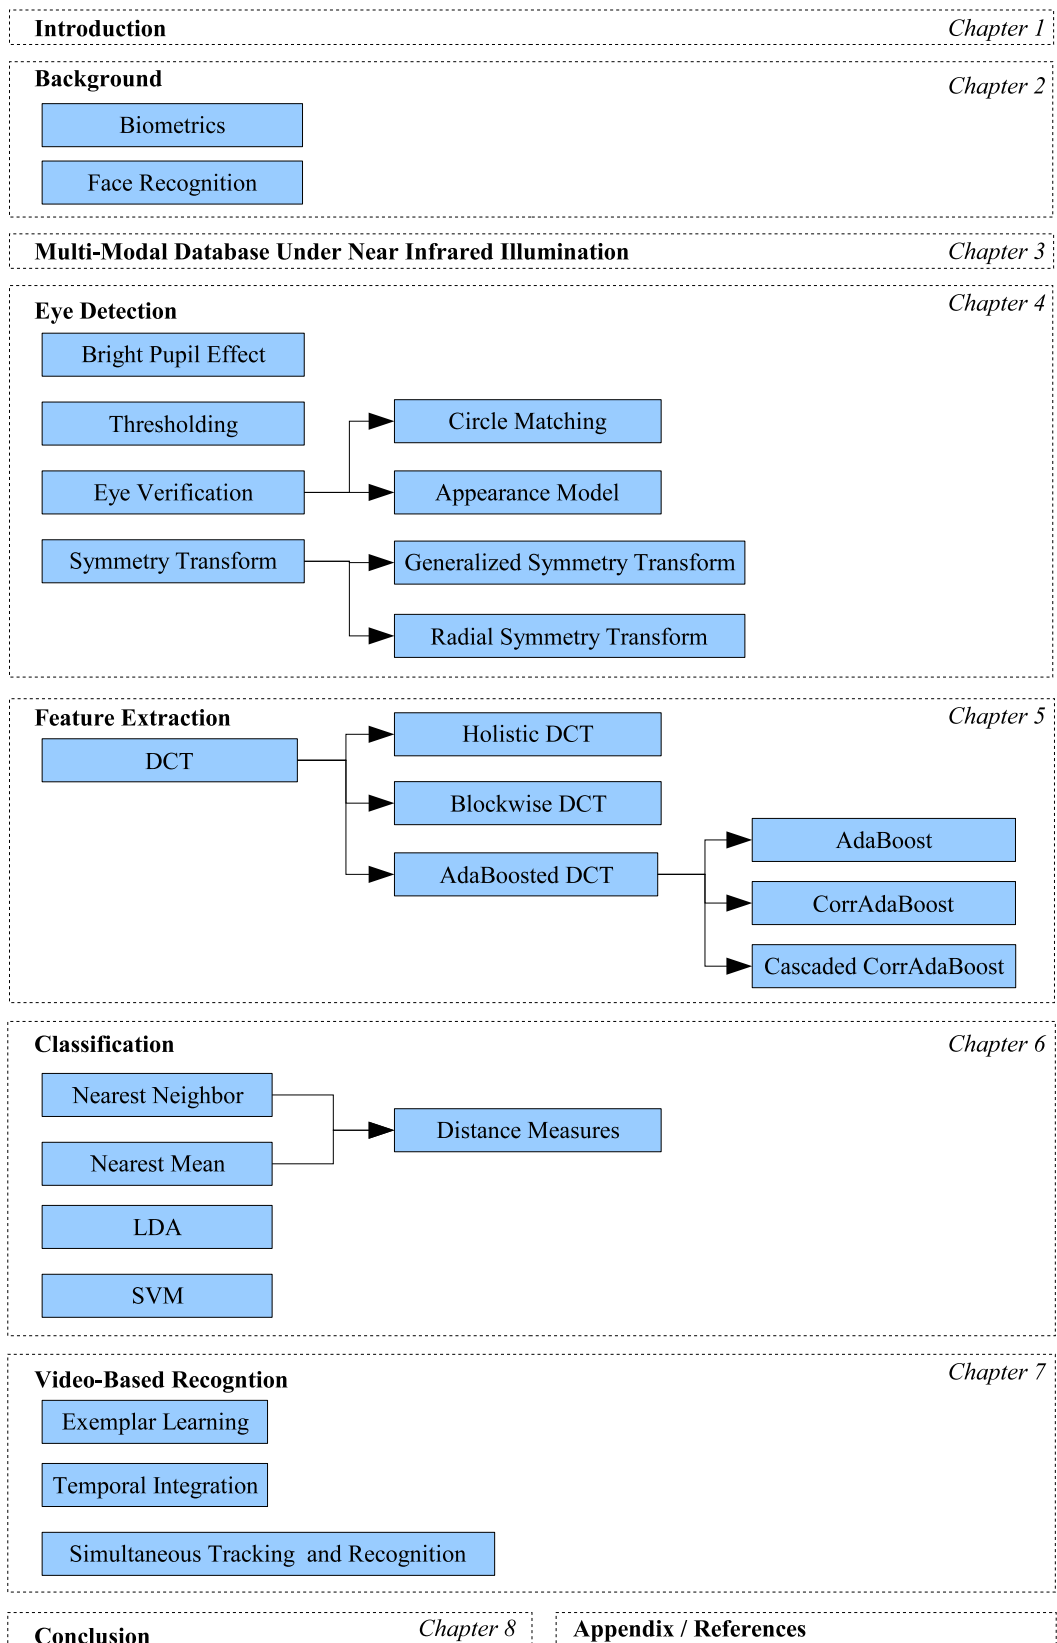 Introduction
Chapter 1
Background
Chapter 2
Biometrics
Face Recognition
Multi-Modal Database Under Near Infrared Illumination
Chapter 3
Eye Detection
Chapter 4
Bright Pupil Effect
Thresholding
Circle Matching
Eye Verification
Appearance Model
Symmetry Transform
Generalized Symmetry Transform
Radial Symmetry Transform
Feature Extraction
Chapter 5
DCT
Holistic DCT
Blockwise DCT
AdaBoosted DCT
AdaBoost
CorrAdaBoost
Cascaded CorrAdaBoost
Classification
Chapter 6
Nearest Neighbor
Distance Measures
Nearest Mean
LDA
SVM
Video-Based Recogntion
Chapter 7
Exemplar Learning
Temporal Integration
Simultaneous Tracking and Recognition
Conclusion
Chapter 8
Appendix / References